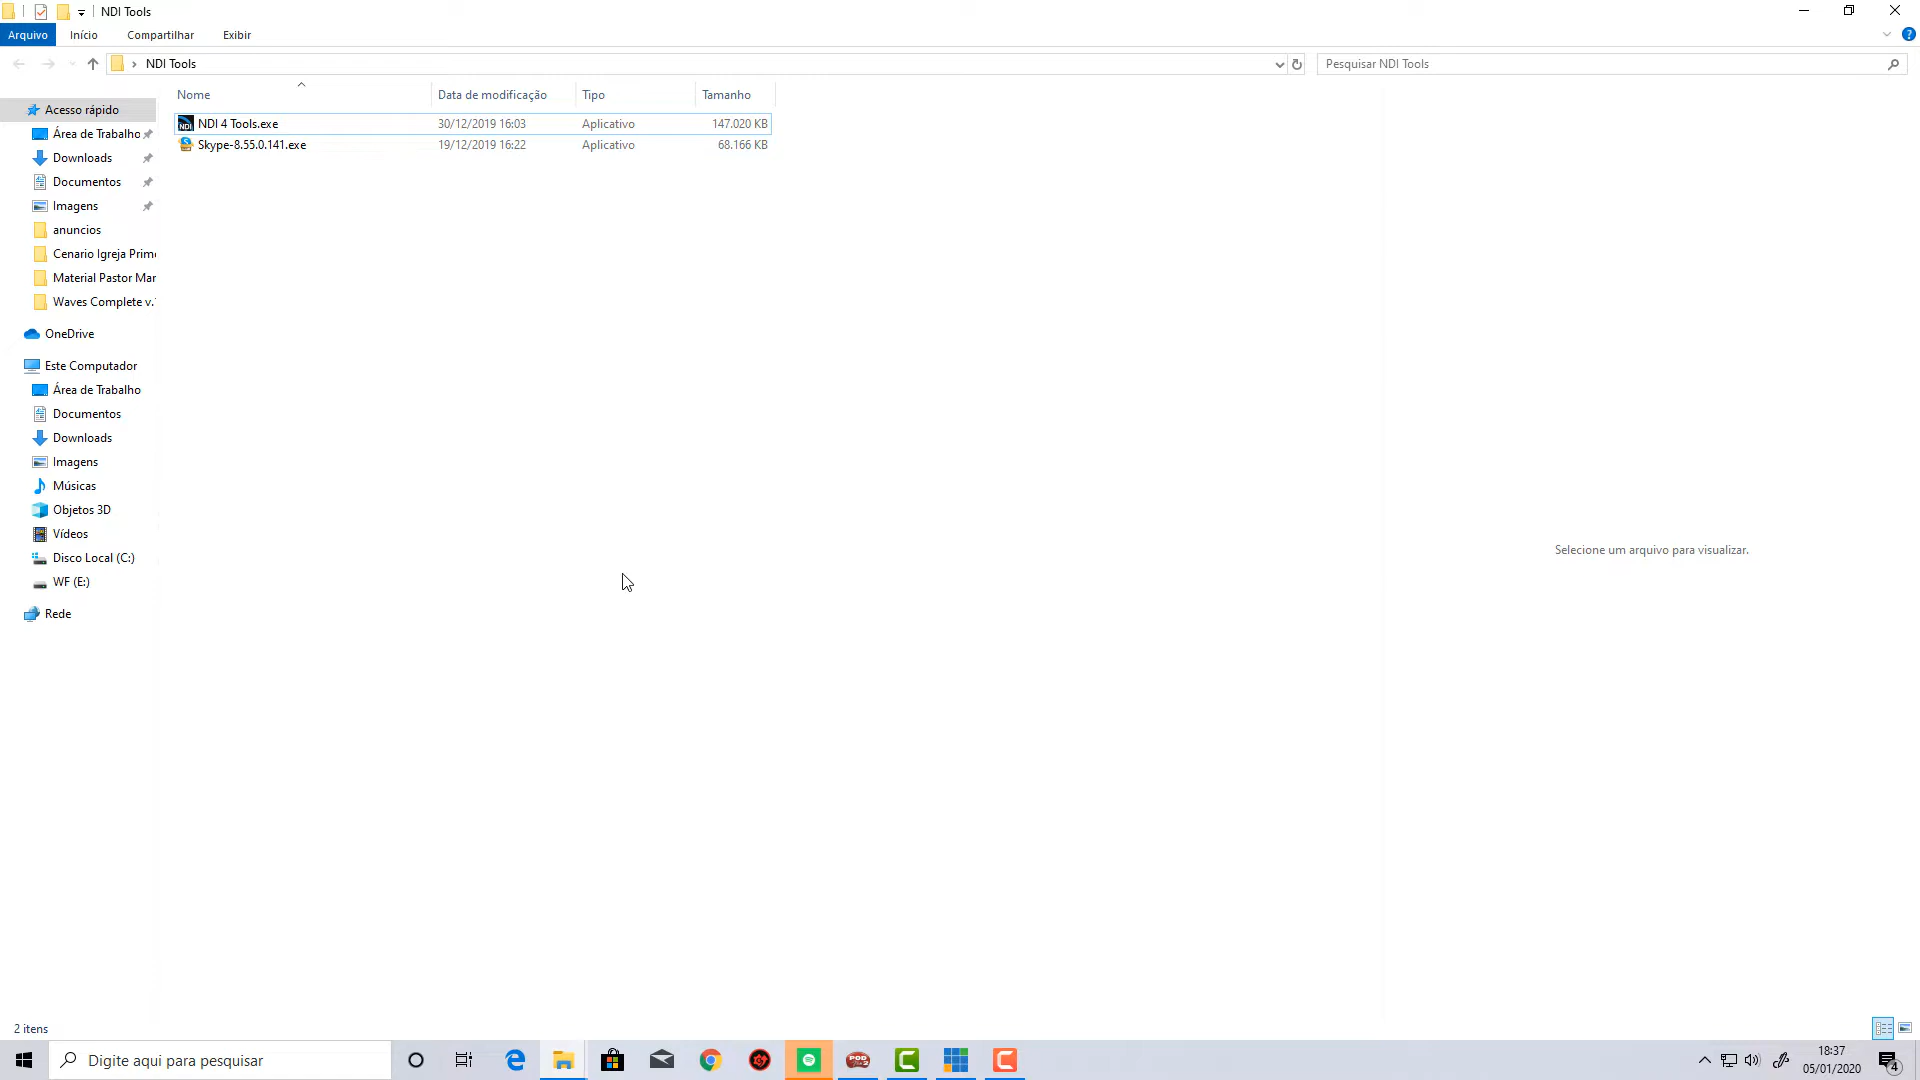 NDI Tools
Arquivo Início Compartilhar Exibir
NDI Tools
Pesquisar NDI Tools
Nome Data de modificação Tipo Tamanho
NDI 4 Tools.exe 30/12/2019 16:03 Aplicativo 147.020 KB
Skype-8.55.0.141.exe 19/12/2019 16:22 Aplicativo 68.166 KB
Acesso rápido
Área de Trabalho
Downloads
Documentos
Imagens
anuncios
Cenario Igreja Prim
Material Pastor Mar
Waves Complete v.
OneDrive
Este Computador
Área de Trabalho
Documentos
Downloads
Imagens
Músicas
Objetos 3D
Vídeos
Disco Local (C:)
WF (E:)
Rede
Selecione um arquivo para visualizar.
2 itens
Digite aqui para pesquisar
18:37
05/01/2020
4